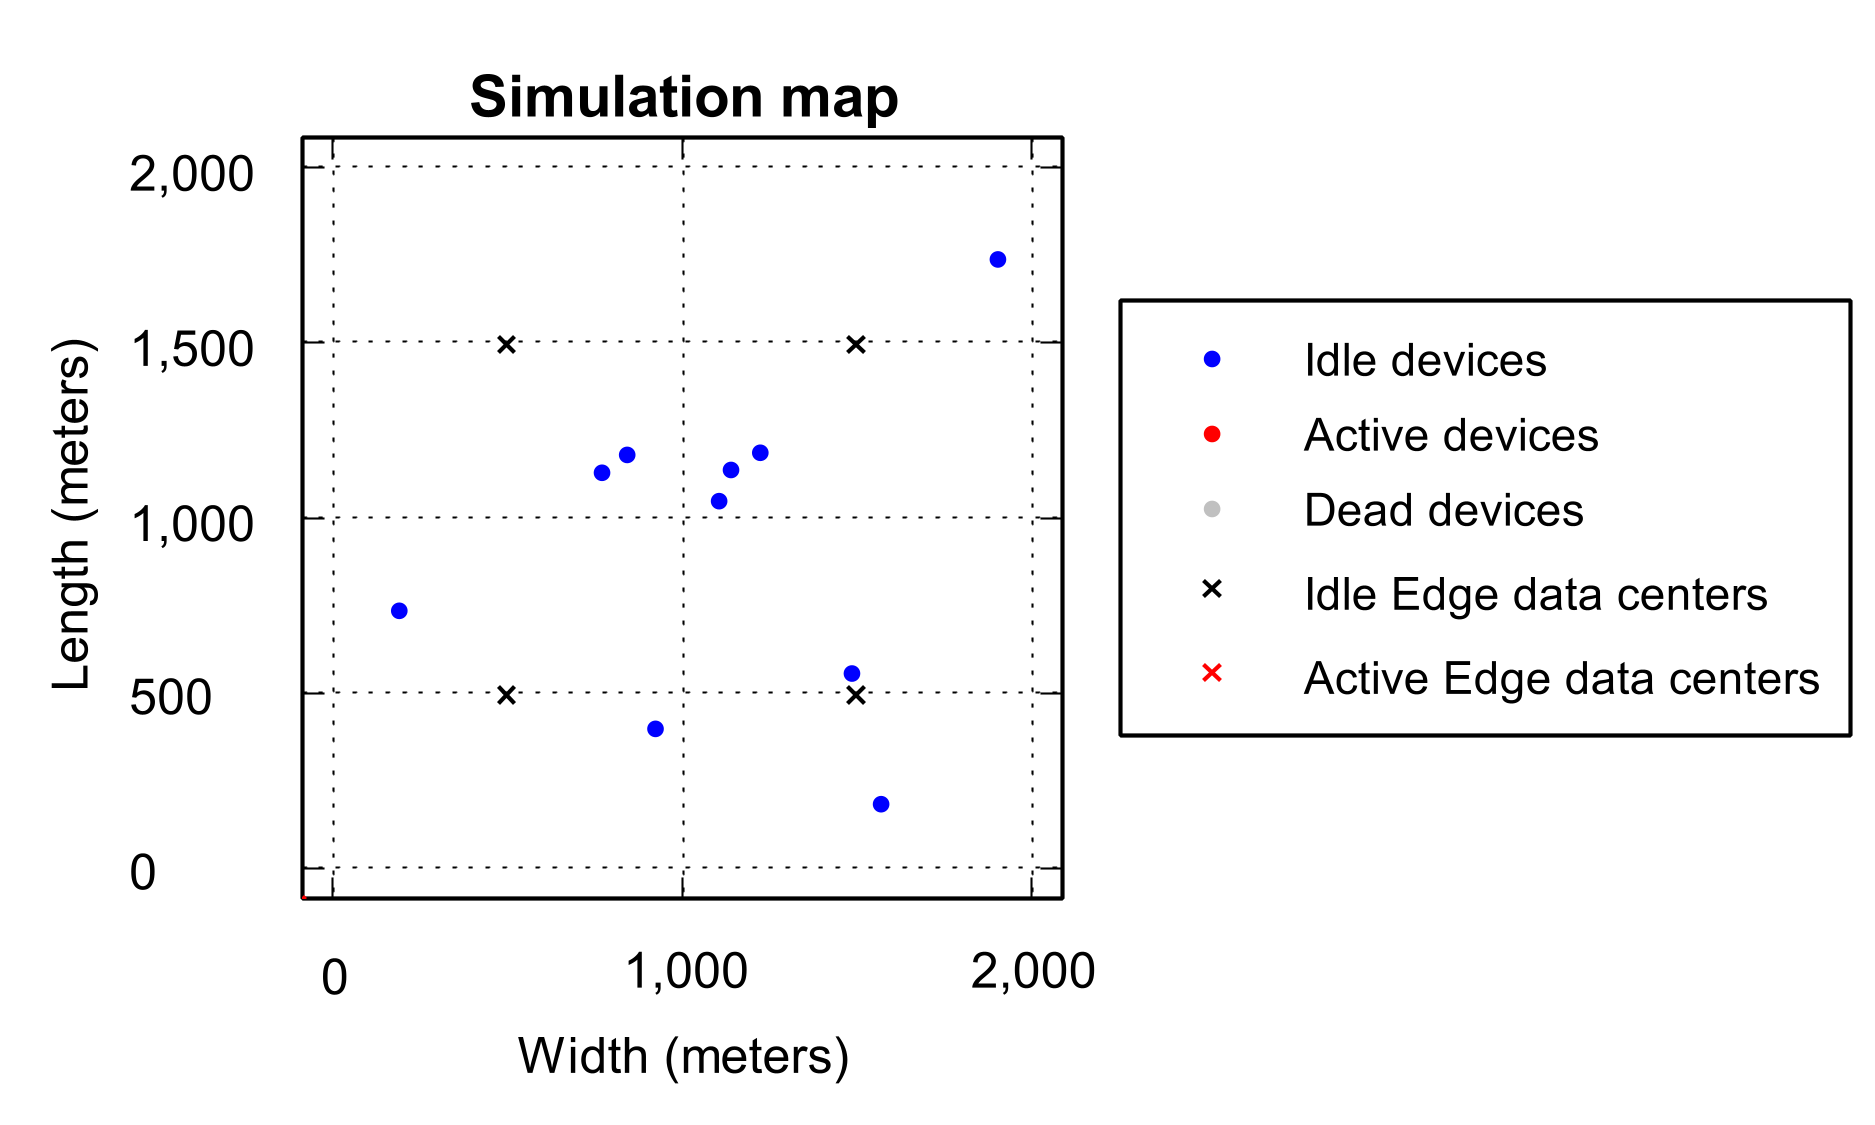 Simulation map
2,000
1,500
1,000
500
0
Length (meters)
0
1,000
2,000
Width (meters)
Idle devices
Active devices
Dead devices
Idle Edge data centers
Active Edge data centers